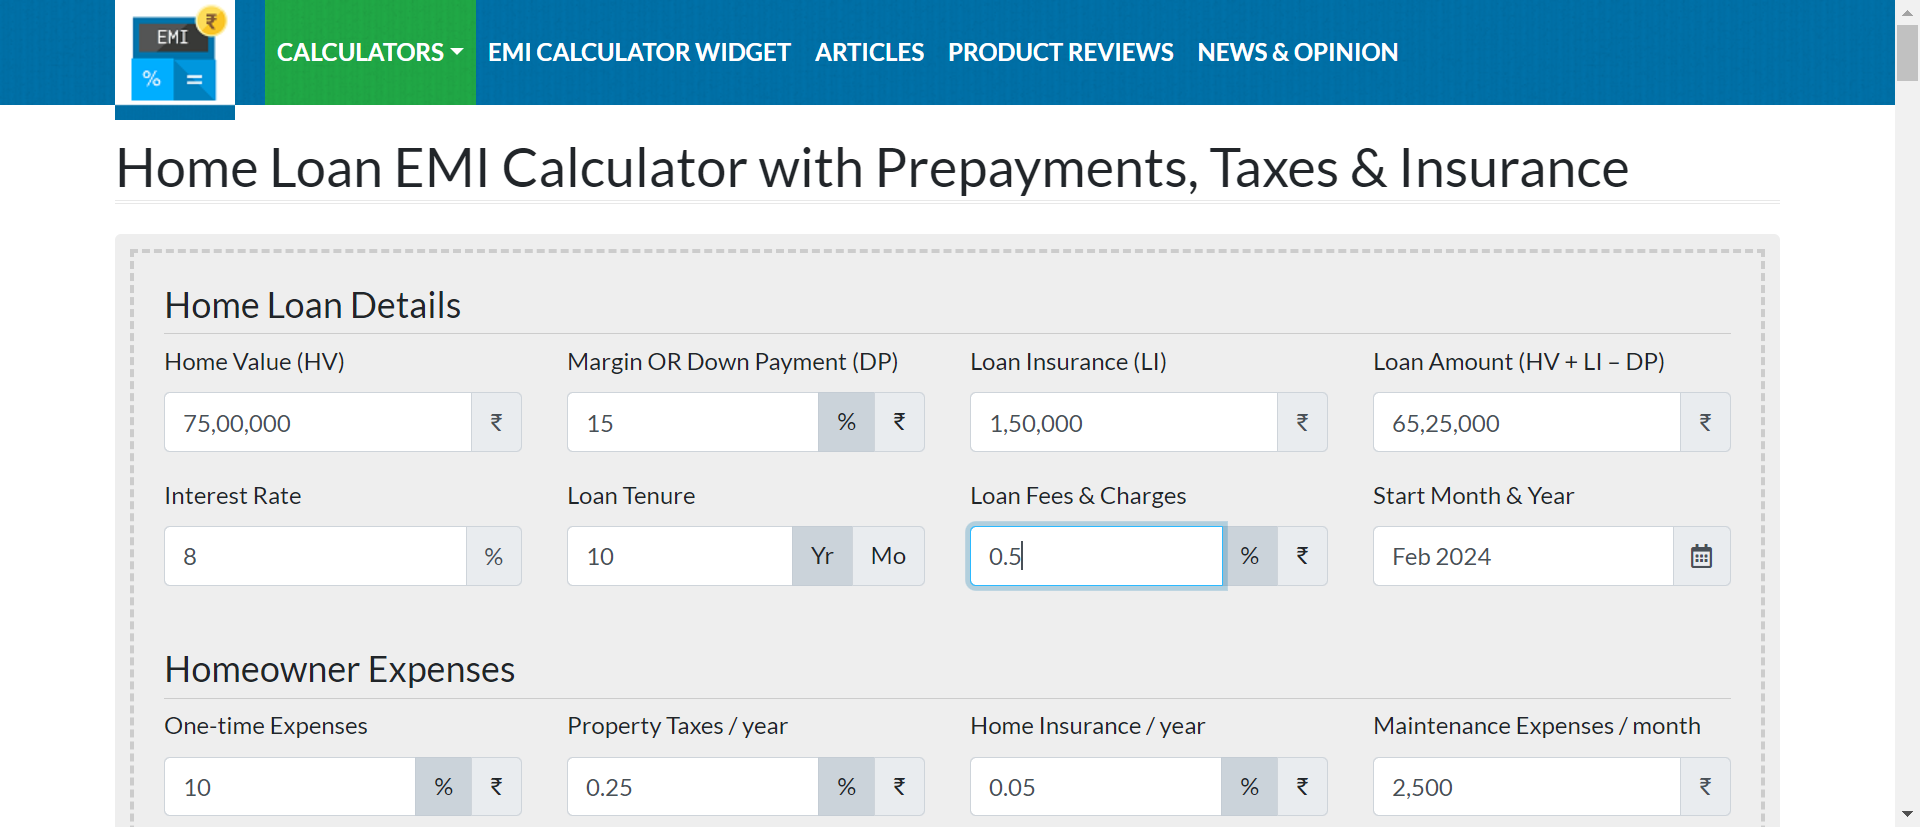 EMI ₹
% =
CALCULATORS EMI CALCULATOR WIDGET ARTICLES PRODUCT REVIEWS NEWS & OPINION
Home Loan EMI Calculator with Prepayments, Taxes & Insurance
Home Loan Details
Home Value (HV) Margin OR Down Payment (DP) Loan Insurance (LI) Loan Amount (HV + LI – DP)
75,00,000 ₹ 15 % ₹ 1,50,000 ₹ 65,25,000 ₹
Interest Rate Loan Tenure Loan Fees & Charges Start Month & Year
8 % 10 Yr Mo 0.5 % ₹ Feb 2024
Homeowner Expenses
One-time Expenses Property Taxes / year Home Insurance / year Maintenance Expenses / month
10 % ₹ 0.25 % ₹ 0.05 % ₹ 2,500 ₹